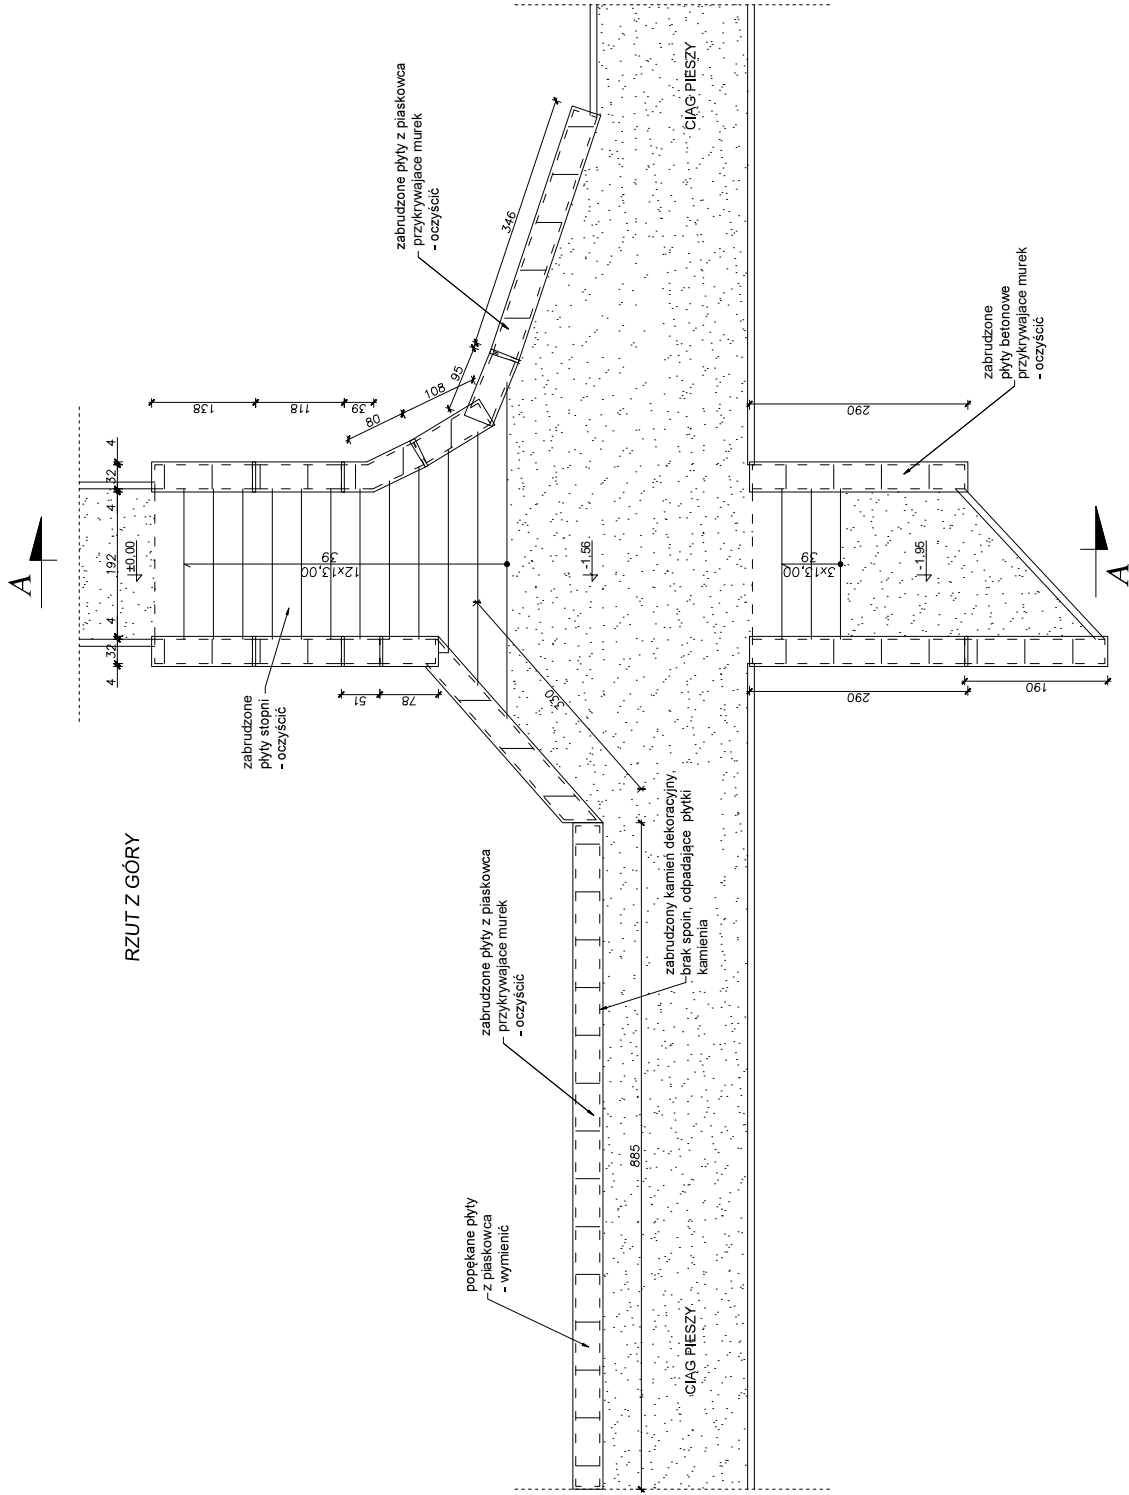 RZUT Z GÓRY
A
A
zabrudzone płyty z piaskowca
przykrywajace murek
- oczyścić
zabrudzone
płyty betonowe
przykrywajace murek
- oczyścić
zabrudzone
płyty stopni
- oczyścić
zabrudzone płyty z piaskowca
przykrywajace murek
- oczyścić
zabrudzony kamień dekoracyjny,
brak spoin, odpadające płytki
kamienia
popękane płyty
z piaskowca
- wymienić
CIĄG PIESZY
CIĄG PIESZY
±0,00
-1,56
-1,95
12x13,00
39
3x13,00
39
4
32
4
192
4
32
4
138
118
39
80
108
95
346
51
78
330
885
290
290
190